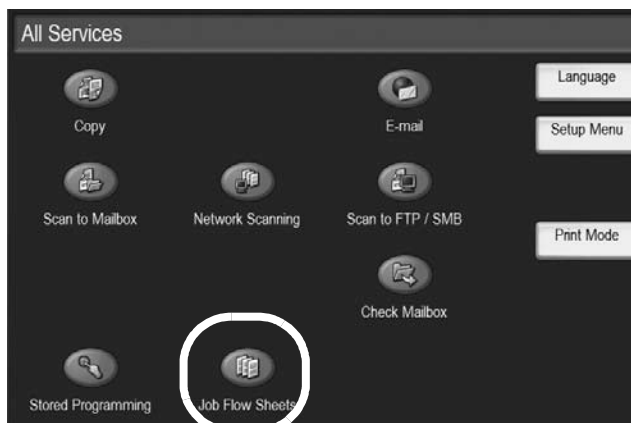 All Services
Language
Copy
E-mail
Setup Menu
Scan to Mailbox
Network Scanning
Scan to FTP / SMB
Print Mode
Check Mailbox
Stored Programming
Job Flow Sheets